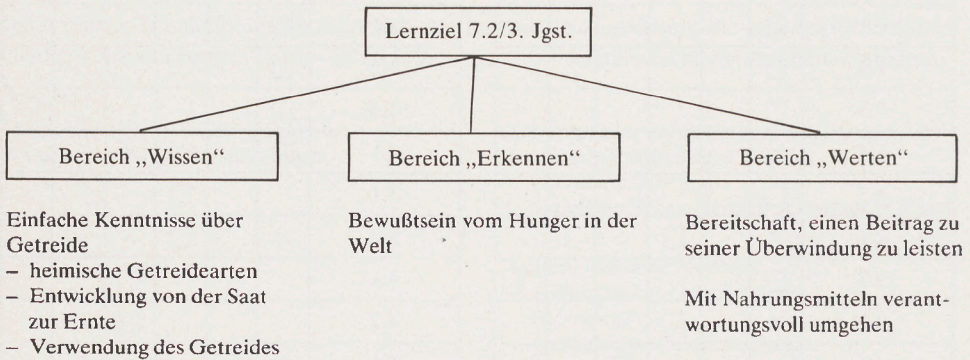 Lernziel 7.2/3. Jgst.
Bereich ,,Wissen“
Bereich ,,Erkennen“
Bereich ,,Werten“
Einfache Kenntnisse über
Getreide
– heimische Getreidearten
– Entwicklung von der Saat
zur Ernte
– Verwendung des Getreides
Bewußtsein vom Hunger in der
Welt
Bereitschaft, einen Beitrag zu
seiner Überwindung zu leisten
Mit Nahrungsmitteln verant-
wortungsvoll umgehen